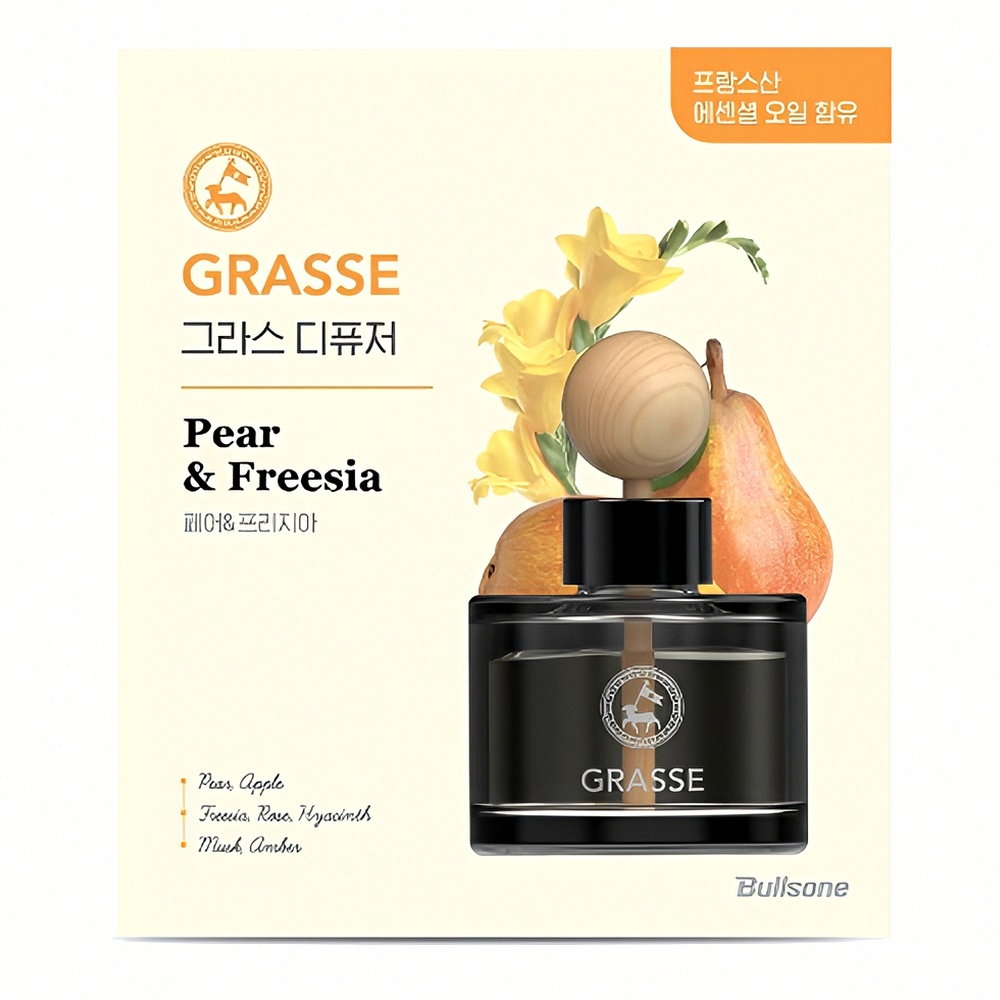 프랑스산
에센셜 오일 함유
GRASSE
그라스 디퓨저
Pear
& Freesia
페어&프리지아
Pear, Apple
Freesia, Rose, Hyacinth
Musk, Amber
GRASSE
Bullsone